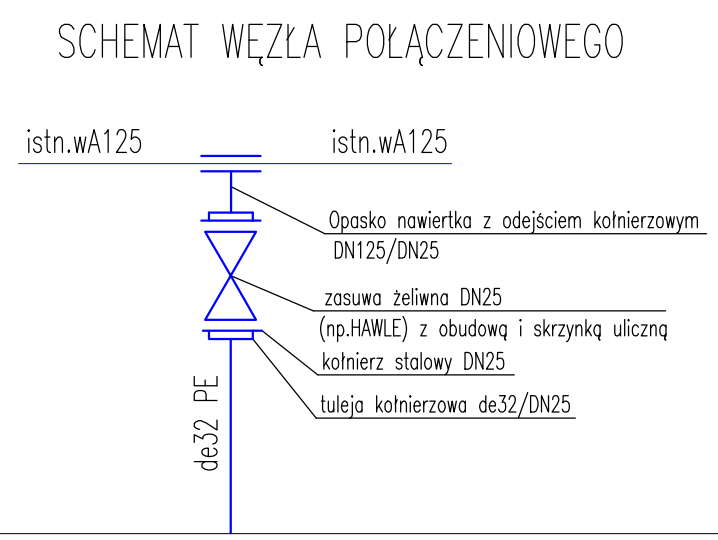 SCHEMAT WĘZŁA POŁĄCZENIOWEGO
istn.wA125
istn.wA125
Opasko nawiertka z odejściem kołnierzowym
DN125/DN25
zasuwa żeliwna DN25
(np.HAWLE) z obudową i skrzynką uliczną
kołnierz stalowy DN25
tuleja kołnierzowa de32/DN25
de32 PE